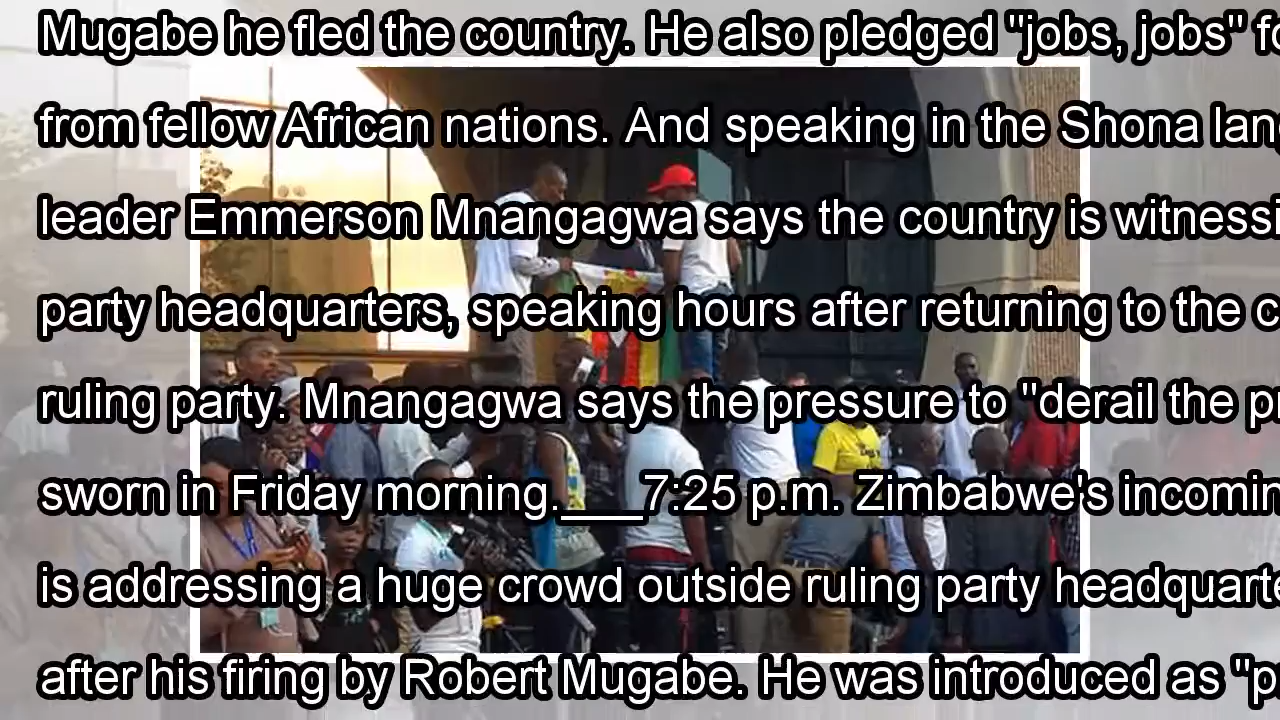 Mugabe he fled the country. He also pledged "jobs, jobs" fo
from fellow African nations. And speaking in the Shona lan
leader Emmerson Mnangagwa says the country is witnessi
party headquarters, speaking hours after returning to the c
ruling party. Mnangagwa says the pressure to "derail the p
sworn in Friday morning.___7:25 p.m. Zimbabwe's incomin
is addressing a huge crowd outside ruling party headquarte
after his firing by Robert Mugabe. He was introduced as "p